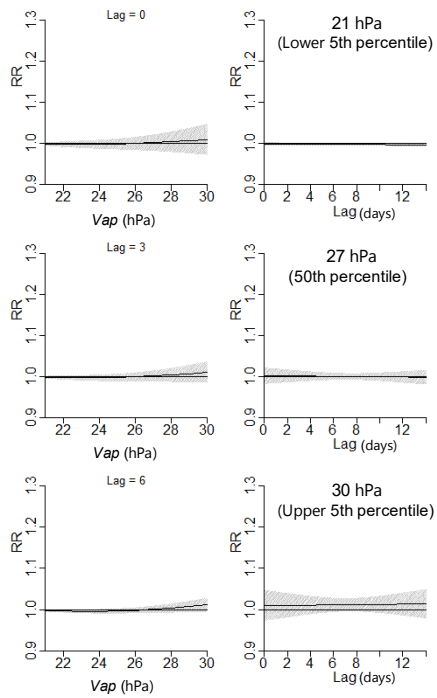 Lag = 0
RR
0.9 1.0 1.1 1.2 1.3
22 24 26 28 30
Vap (hPa)
21 hPa
(Lower 5th percentile)
RR
0.9 1.0 1.1 1.2 1.3
0 2 4 6 8 12
Lag (days)
Lag = 3
RR
0.9 1.0 1.1 1.2 1.3
22 24 26 28 30
Vap (hPa)
27 hPa
(50th percentile)
RR
0.9 1.0 1.1 1.2 1.3
0 2 4 6 8 12
Lag (days)
Lag = 6
RR
0.9 1.0 1.1 1.2 1.3
22 24 26 28 30
Vap (hPa)
30 hPa
(Upper 5th percentile)
RR
0.9 1.0 1.1 1.2 1.3
0 2 4 6 8 12
Lag (days)